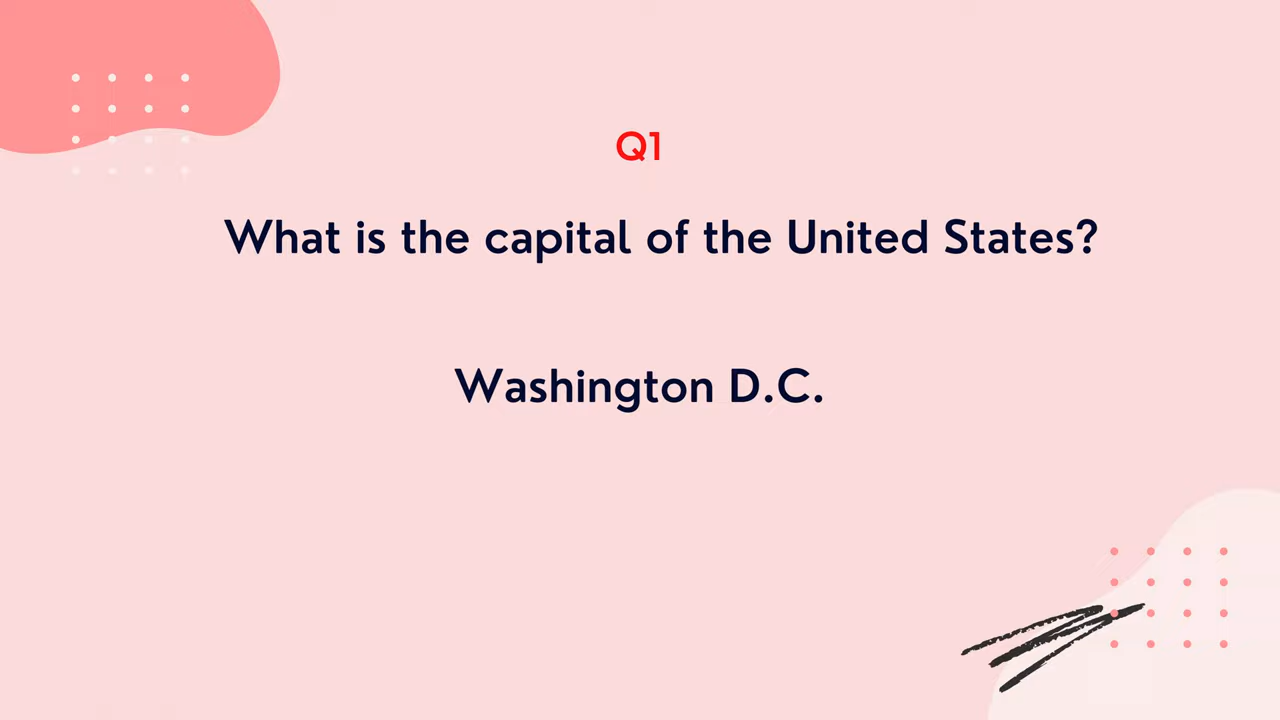 Q1
What is the capital of the United States?
Washington D.C.